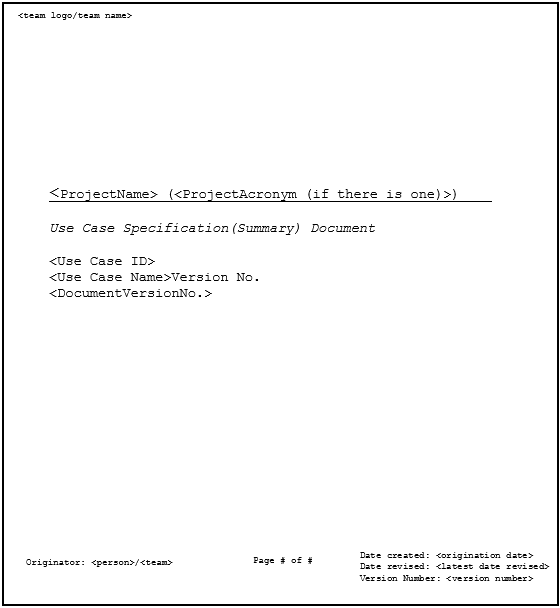 <team logo/team name>
<ProjectName> (<ProjectAcronym (if there is one)>)
Use Case Specification(Summary) Document
<Use Case ID>
<Use Case Name>Version No.
<DocumentVersionNo.>
Originator: <person>/<team>
Page # of #
Date created: <origination date>
Date revised: <latest date revised>
Version Number: <version number>